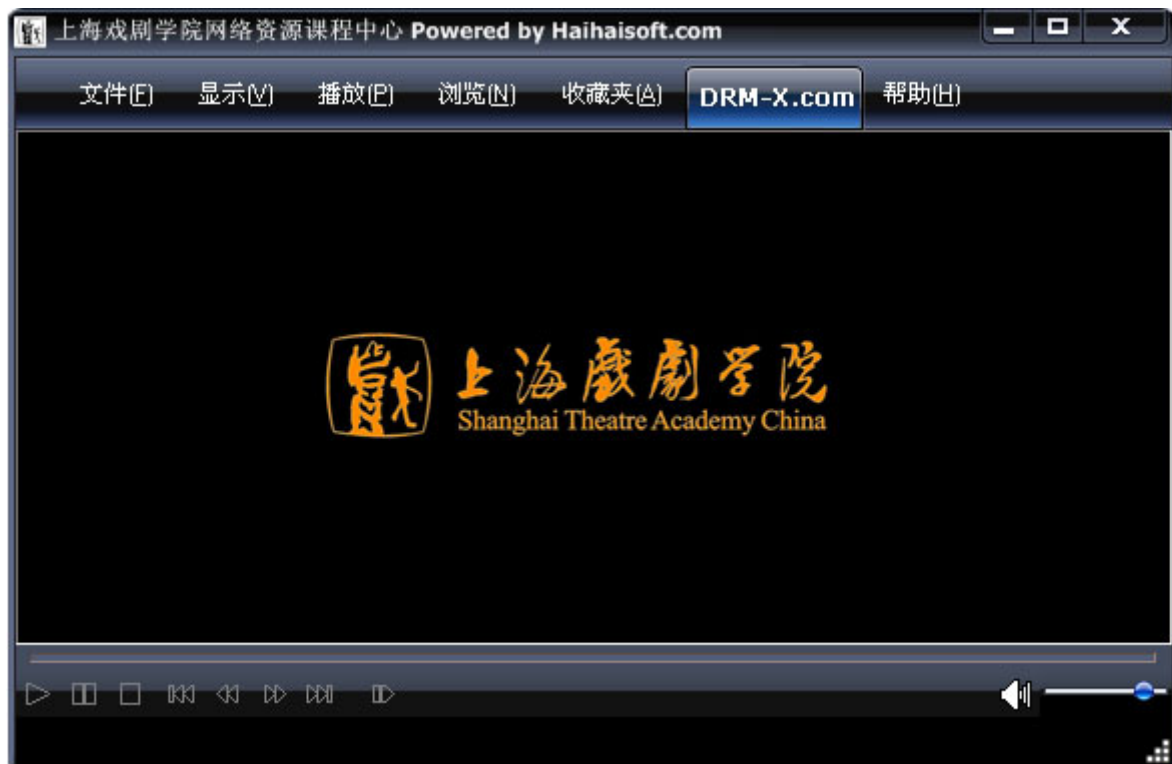 上海戏剧学院网络资源课程中心 Powered by Haihaisoft.com
文件(F) 显示(V) 播放(P) 浏览(N) 收藏夹(A) DRM-X.com 帮助(H)
上海戲劇学院
Shanghai Theatre Academy China